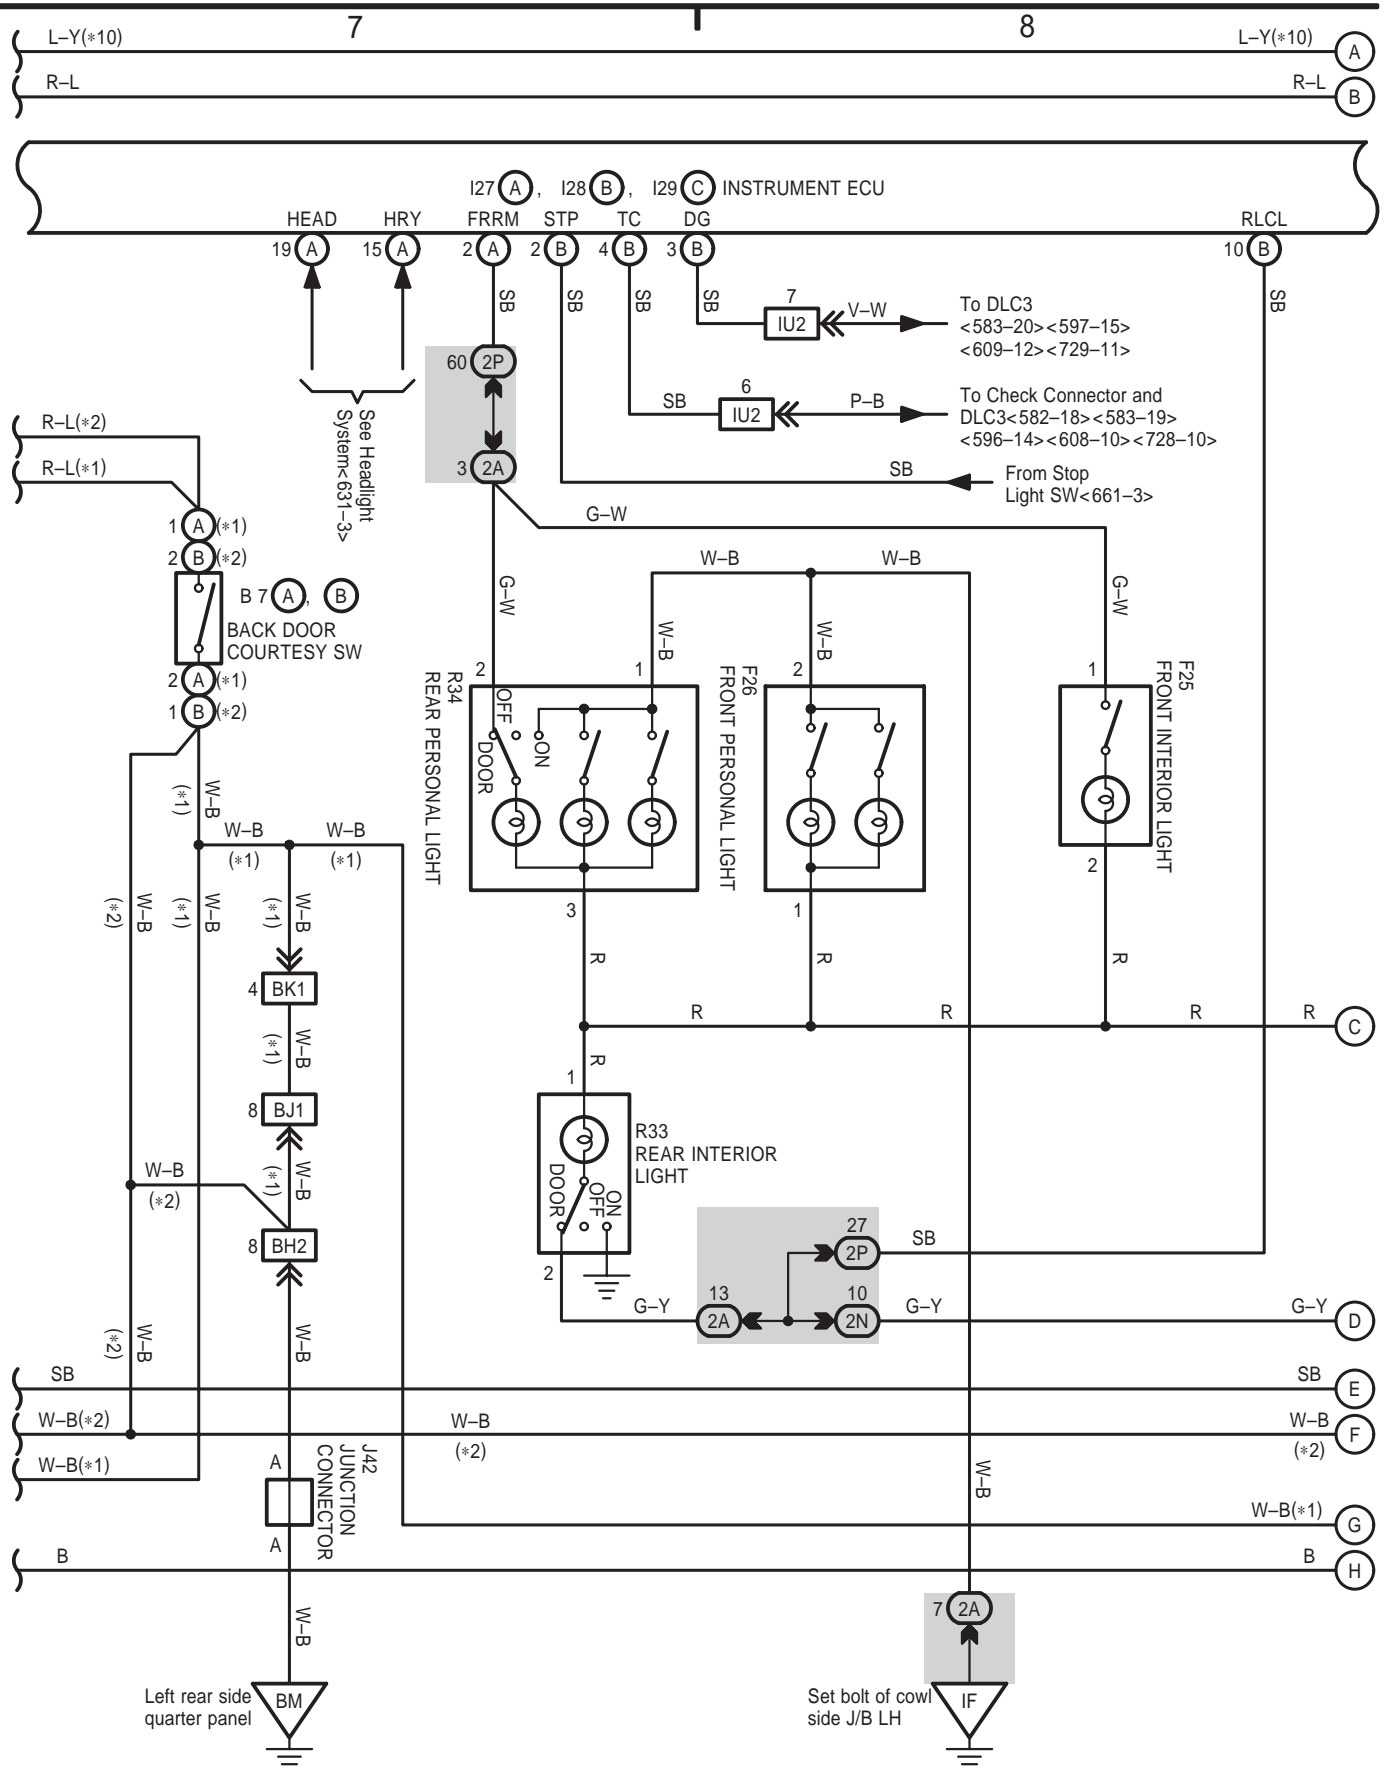 7
8
L–Y(*10)
L–Y(*10)
A
R–L
R–L
B
I27 A , I28 B , I29 C INSTRUMENT ECU
HEAD
HRY
FRRM
STP
TC
DG
RLCL
19 A
15 A
2 A
2 B
4 B
3 B
10 B
SB
SB
SB
SB
SB
7
IU2
V–W
To DLC3
<583–20><597–15>
<609–12><729–11>
60 2P
SB
6
IU2
P–B
To Check Connector and
DLC3<582–18><583–19>
<596–14><608–10><728–10>
See Headlight
System<631–3>
R–L(*2)
R–L(*1)
3 2A
SB
From Stop
Light SW<661–3>
G–W
1 A (*1)
2 B (*2)
B 7 A , B
BACK DOOR
COURTESY SW
2 A (*1)
1 B (*2)
W–B
W–B
G–W
W–B
W–B
G–W
2
1
2
1
R34
REAR PERSONAL LIGHT
OFF
DOOR
ON
F26
FRONT PERSONAL LIGHT
F25
FRONT INTERIOR LIGHT
W–B
(*1)
W–B
(*1)
W–B
(*1)
2
W–B
(*2)
W–B
(*1)
W–B
(*1)
3
1
R
R
R
4 BK1
R
R
R
R
C
W–B
(*1)
R
1
8 BJ1
R33
REAR INTERIOR
LIGHT
DOOR
OFF
ON
W–B
(*1)
W–B
(*2)
8 BH2
2
27
2P
SB
13
2A
10
2N
G–Y
G–Y
G–Y
D
W–B
(*2)
W–B
SB
SB
E
W–B(*2)
W–B
(*2)
W–B
(*2)
F
W–B(*1)
A
J42
JUNCTION
CONNECTOR
A
W–B
W–B(*1)
G
B
B
H
W–B
7 2A
Left rear side
quarter panel
BM
Set bolt of cowl
side J/B LH
IF